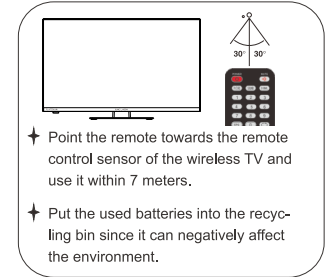 30° 30°
Point the remote towards the remote
control sensor of the wireless TV and
use it within 7 meters.
Put the used batteries into the recyc-
ling bin since it can negatively affect
the environment.